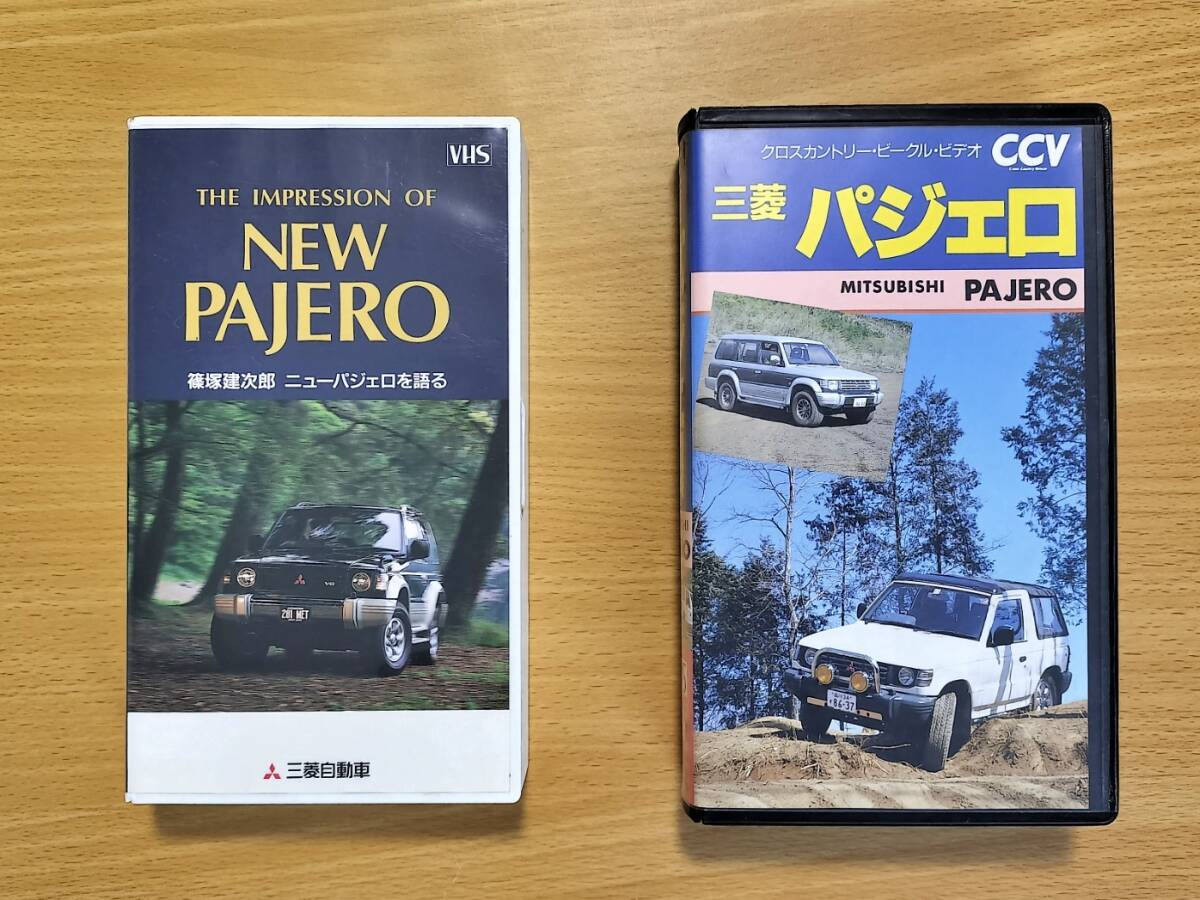 VHS
THE IMPRESSION OF
NEW
PAJERO
篠塚建次郎 ニューパジェロを語る
三菱自動車
クロスカントリー・ビークル・ビデオ
CCV
三菱 パジェロ
MITSUBISHI PAJERO
86-37